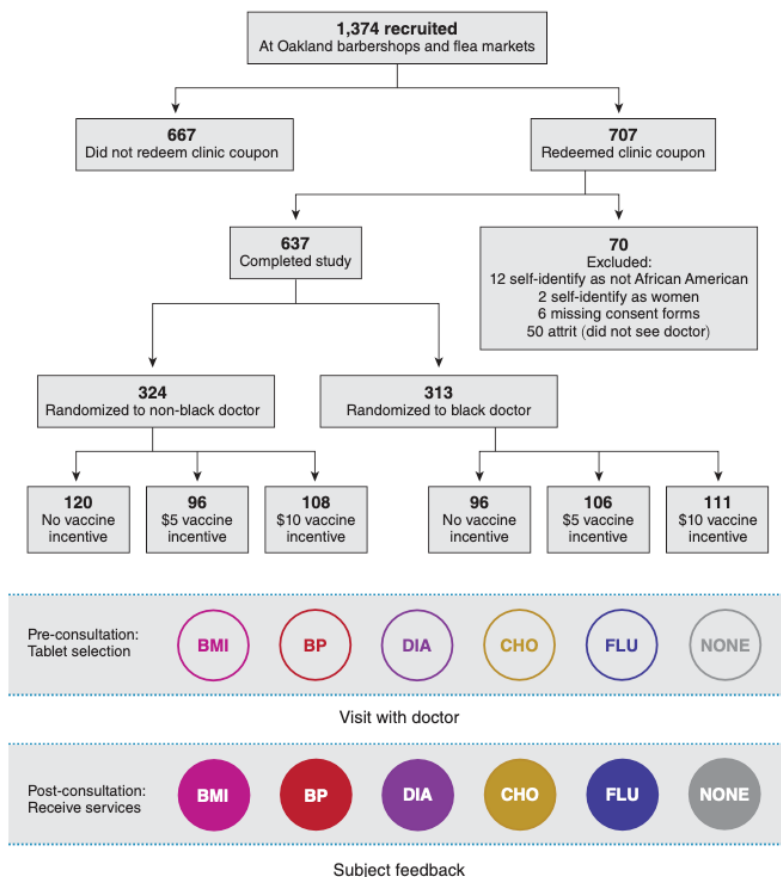 1,374 recruited
At Oakland barbershops and flea markets
667
Did not redeem clinic coupon
707
Redeemed clinic coupon
637
Completed study
70
Excluded:
12 self-identify as not African American
2 self-identify as women
6 missing consent forms
50 attrit (did not see doctor)
324
Randomized to non-black doctor
313
Randomized to black doctor
120
No vaccine
incentive
96
$5 vaccine
incentive
108
$10 vaccine
incentive
96
No vaccine
incentive
106
$5 vaccine
incentive
111
$10 vaccine
incentive
Pre-consultation:
Tablet selection
BMI
BP
DIA
CHO
FLU
NONE
Visit with doctor
Post-consultation:
Receive services
BMI
BP
DIA
CHO
FLU
NONE
Subject feedback